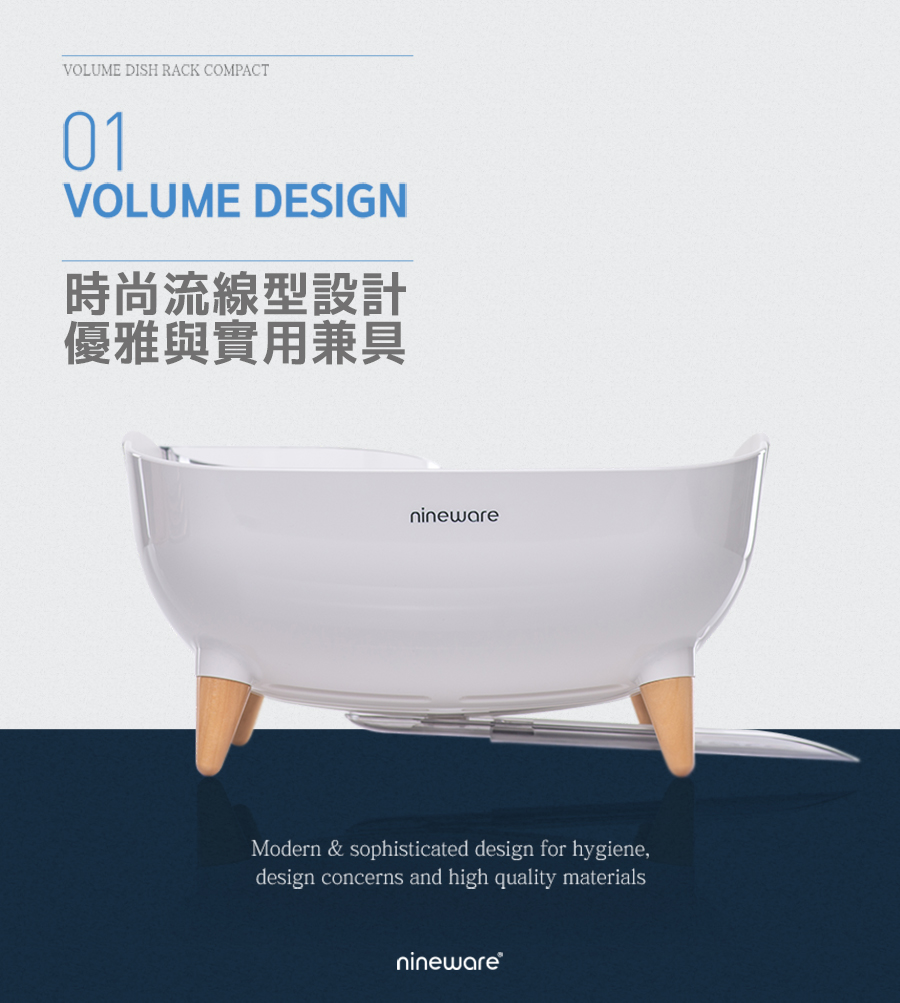 VOLUME DISH RACK COMPACT
01
VOLUME DESIGN
時尚流線型設計
優雅與實用兼具
nineware
Modern & sophisticated design for hygiene,
design concerns and high quality materials
nineware®